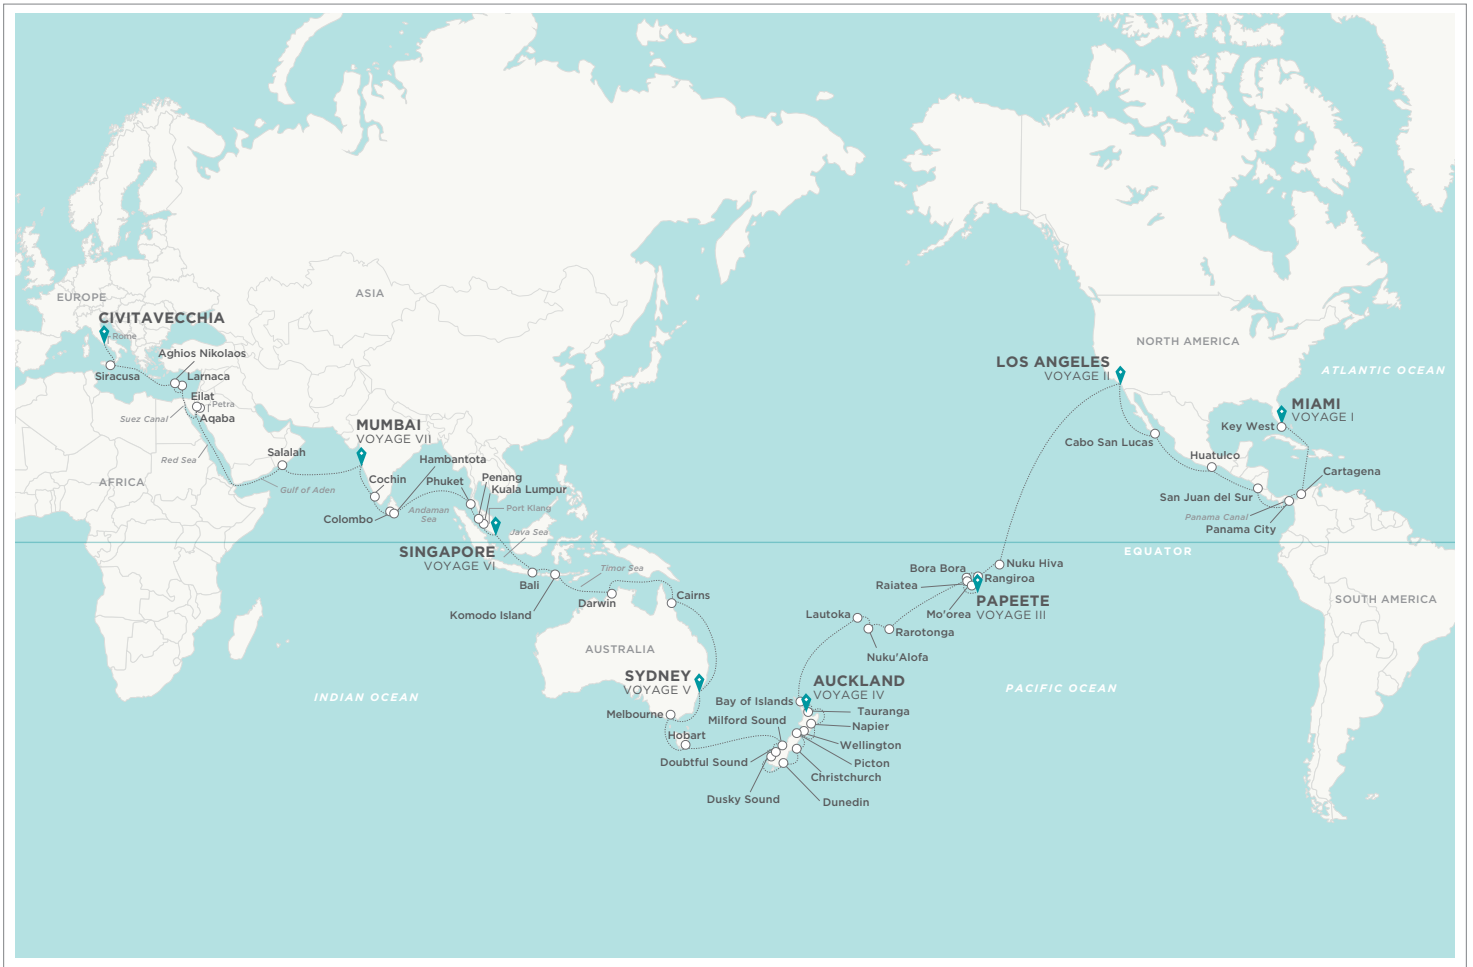 EUROPE
ASIA
CIVITAVECCHIA
Rome
Aghios Nikolaos
Siracusa
Larnaca
Eilat
Petra
Aqaba
Suez Canal
Red Sea
AFRICA
Salalah
Gulf of Aden
MUMBAI
VOYAGE VII
Cochin
Hambantota
Colombo
Andaman
Sea
Phuket
Penang
Kuala Lumpur
Port Klang
SINGAPORE
VOYAGE VI
Java Sea
Bali
Komodo Island
Timor Sea
Darwin
Cairns
AUSTRALIA
INDIAN OCEAN
SYDNEY
VOYAGE V
Melbourne
Hobart
Milford Sound
Doubtful Sound
Dusky Sound
Bay of Islands
AUCKLAND
VOYAGE IV
Tauranga
Napier
Wellington
Picton
Christchurch
Dunedin
Lautoka
Nuku'Alofa
Rarotonga
Bora Bora
Raiatea
Mo'orea
Nuku Hiva
Rangiroa
PAPEETE
VOYAGE III
PACIFIC OCEAN
EQUATOR
NORTH AMERICA
LOS ANGELES
VOYAGE II
ATLANTIC OCEAN
MIAMI
VOYAGE I
Key West
Cabo San Lucas
Huatulco
Cartagena
San Juan del Sur
Panama Canal
Panama City
SOUTH AMERICA